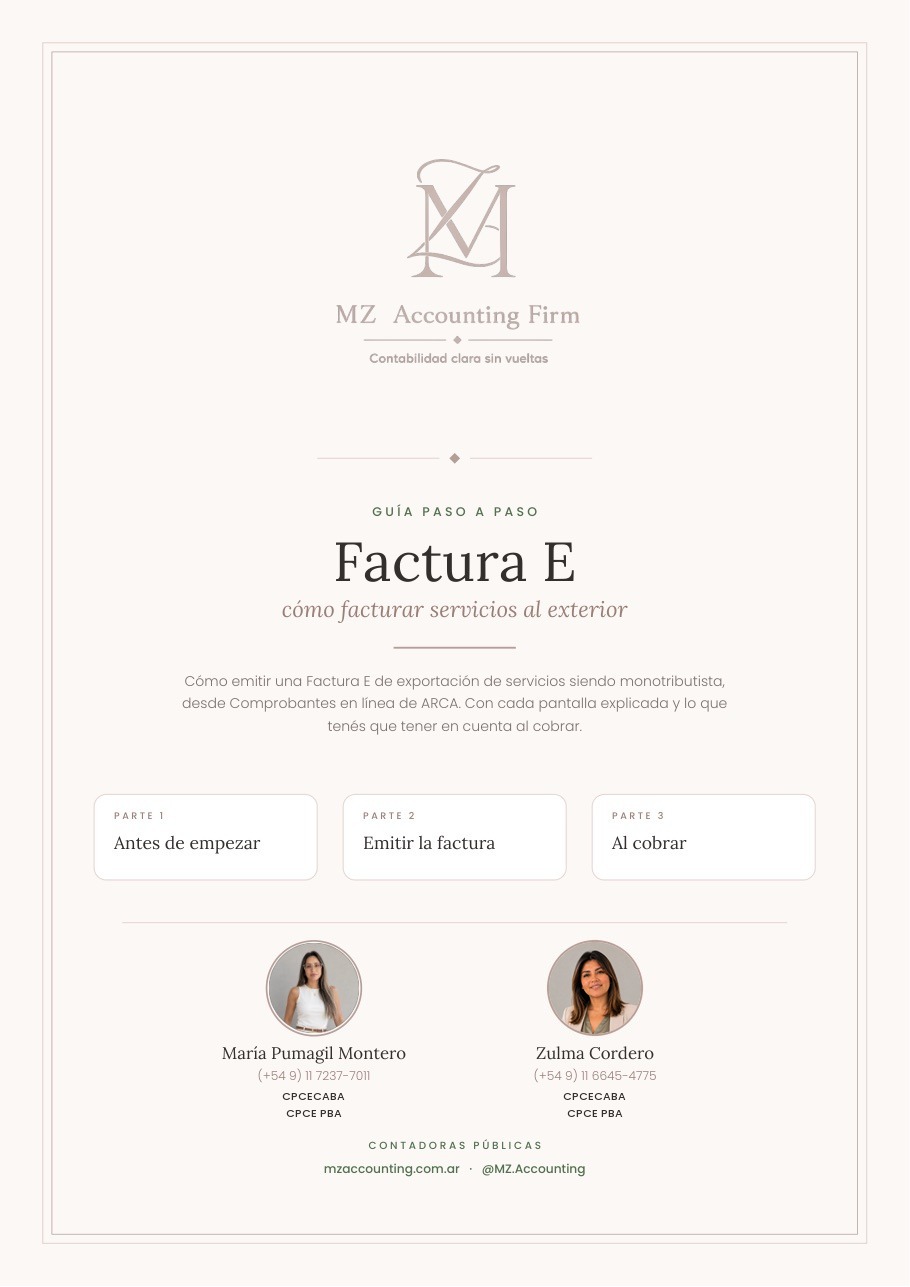 MZ Accounting Firm
Contabilidad clara sin vueltas
GUÍA PASO A PASO
Factura E
cómo facturar servicios al exterior
Cómo emitir una Factura E de exportación de servicios siendo monotributista,
desde Comprobantes en línea de ARCA. Con cada pantalla explicada y lo que
tenés que tener en cuenta al cobrar.
PARTE 1
Antes de empezar
PARTE 2
Emitir la factura
PARTE 3
Al cobrar
María Pumagil Montero
(+54 9) 11 7237-7011
CPCECABA
CPCE PBA
Zulma Cordero
(+54 9) 11 6645-4775
CPCECABA
CPCE PBA
CONTADORAS PÚBLICAS
mzaccounting.com.ar · @MZ.Accounting